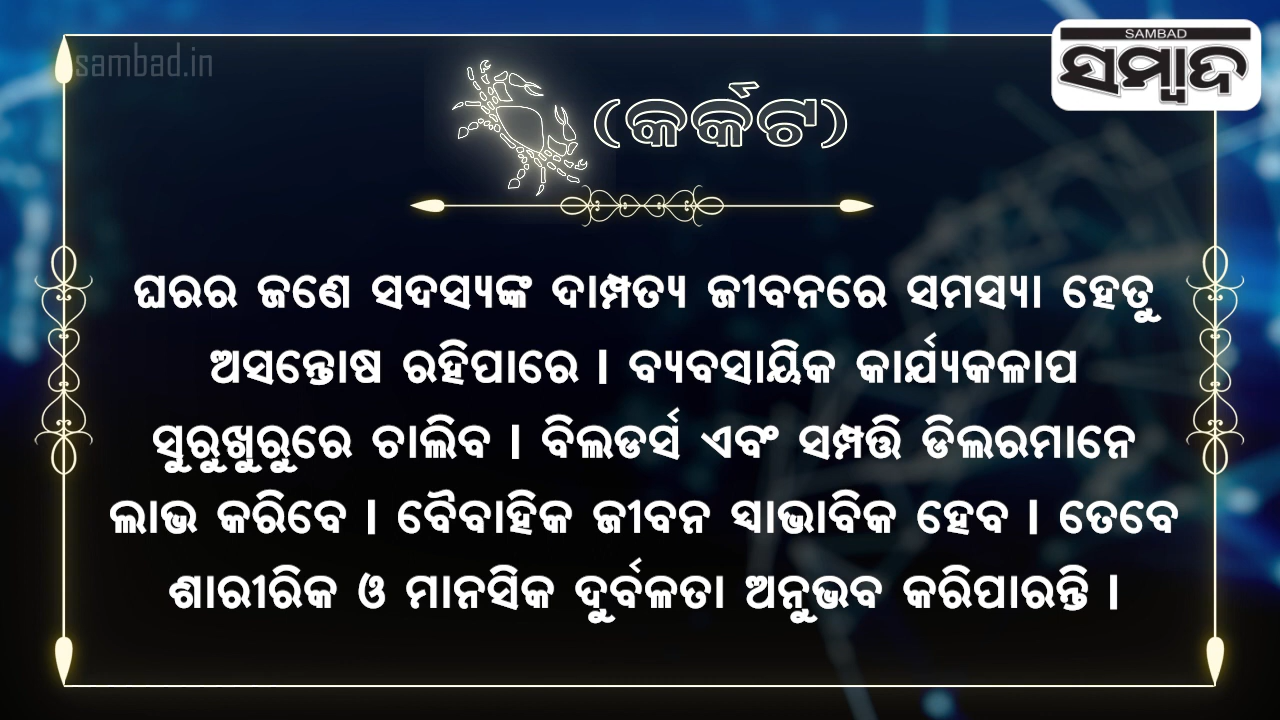 sambad.in
SAMBAD
ସମ୍ବାଦ
(କର୍କଟ)
ଘରର ଜଣେ ସଦସ୍ୟଙ୍କ ଦାମ୍ପତ୍ୟ ଜୀବନରେ ସମସ୍ୟା ହେତୁ
ଅସନ୍ତୋଷ ରହିପାରେ । ବ୍ୟବସାୟିକ କାର୍ଯ୍ୟକଳାପ
ସୁରୁଖୁରୁରେ ଚାଲିବ । ବିଲଡର୍ସ ଏବଂ ସମ୍ପତ୍ତି ଡିଲରମାନେ
ଲାଭ କରିବେ । ବୈବାହିକ ଜୀବନ ସ୍ୱାଭାବିକ ହେବ । ତେବେ
ଶାରୀରିକ ଓ ମାନସିକ ଦୁର୍ବଳତା ଅନୁଭବ କରିପାରନ୍ତି ।